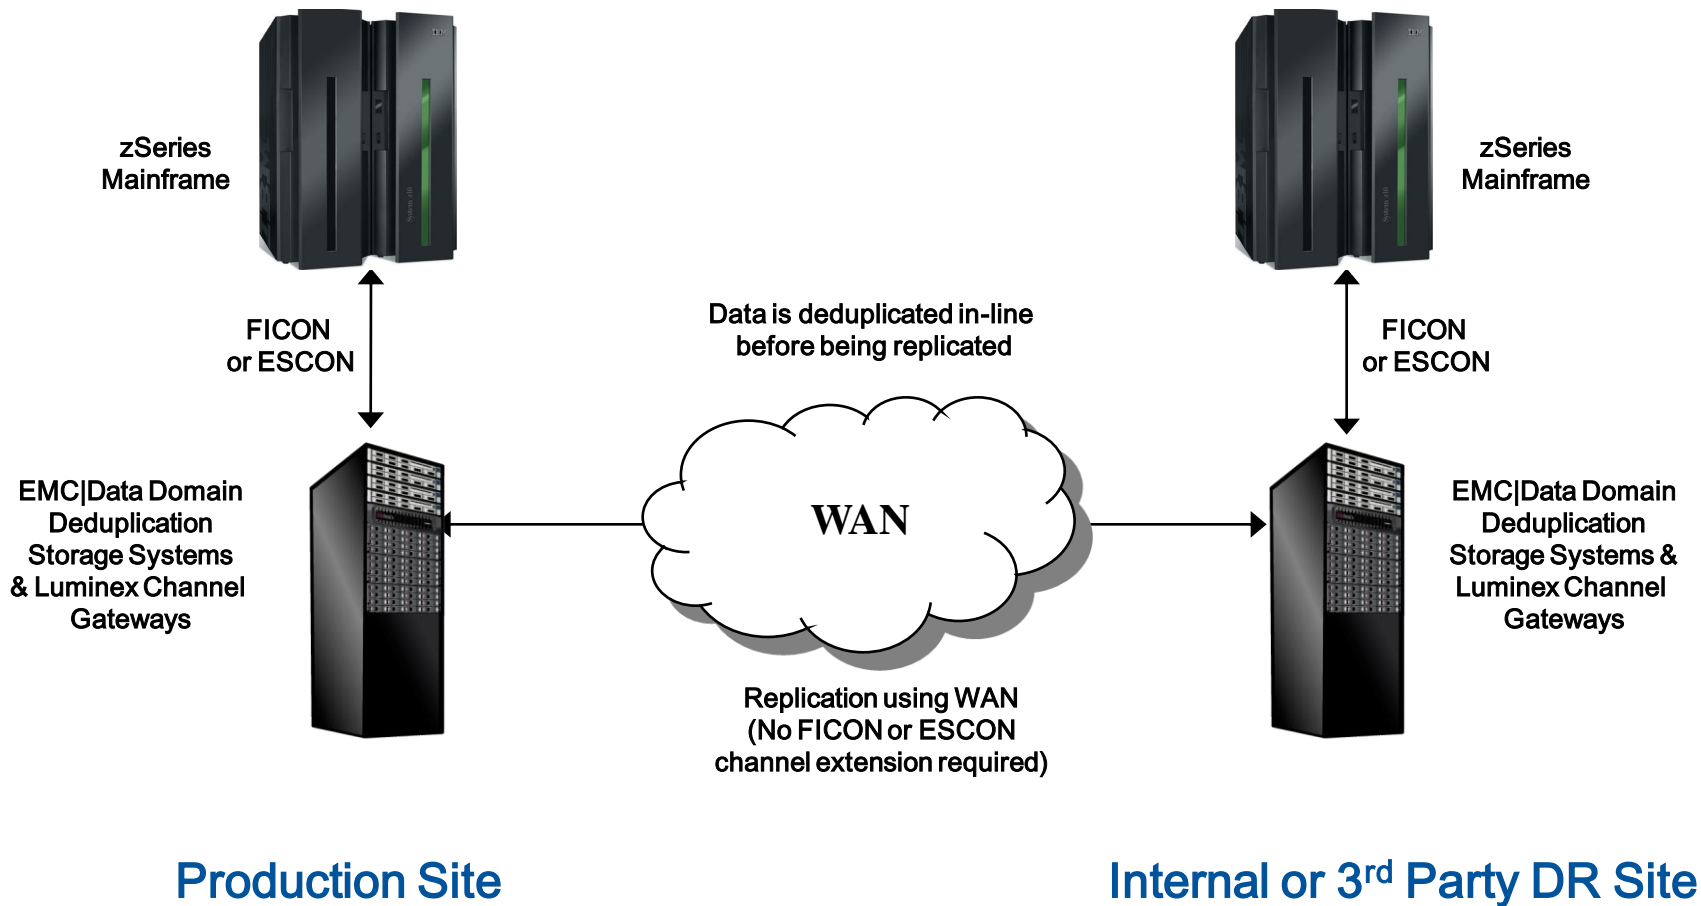 zSeries
Mainframe
zSeries
Mainframe
System z10
FICON
or ESCON
Data is deduplicated in-line
before being replicated
FICON
or ESCON
EMC|Data Domain
Deduplication
Storage Systems
& Luminex Channel
Gateways
WAN
EMC|Data Domain
Deduplication
Storage Systems &
Luminex Channel
Gateways
Replication using WAN
(No FICON or ESCON
channel extension required)
Production Site
Internal or 3rd Party DR Site